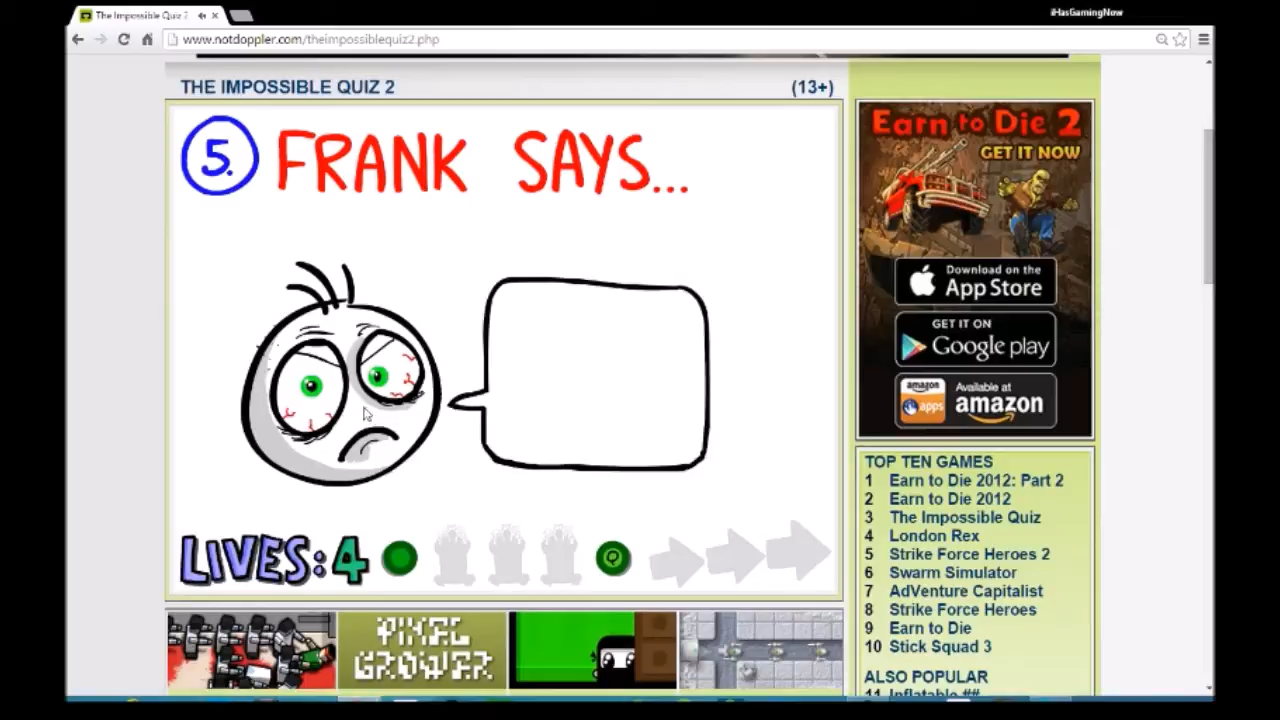 The Impossible Quiz 2
iHasGamingNow
www.notdoppler.com/theimpossiblequiz2.php
THE IMPOSSIBLE QUIZ 2 (13+)
5. FRANK SAYS...
LIVES: 4
Earn to Die 2
GET IT NOW
Download on the
App Store
GET IT ON
Google play
amazon
apps
Available at
amazon
TOP TEN GAMES
1 Earn to Die 2012: Part 2
2 Earn to Die 2012
3 The Impossible Quiz
4 London Rex
5 Strike Force Heroes 2
6 Swarm Simulator
7 AdVenture Capitalist
8 Strike Force Heroes
9 Earn to Die
10 Stick Squad 3
ALSO POPULAR
PIXEL
GROWER